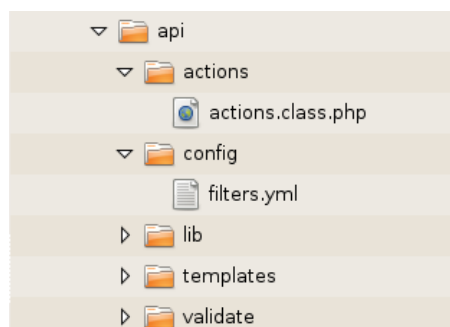 api
actions
actions.class.php
config
filters.yml
lib
templates
validate